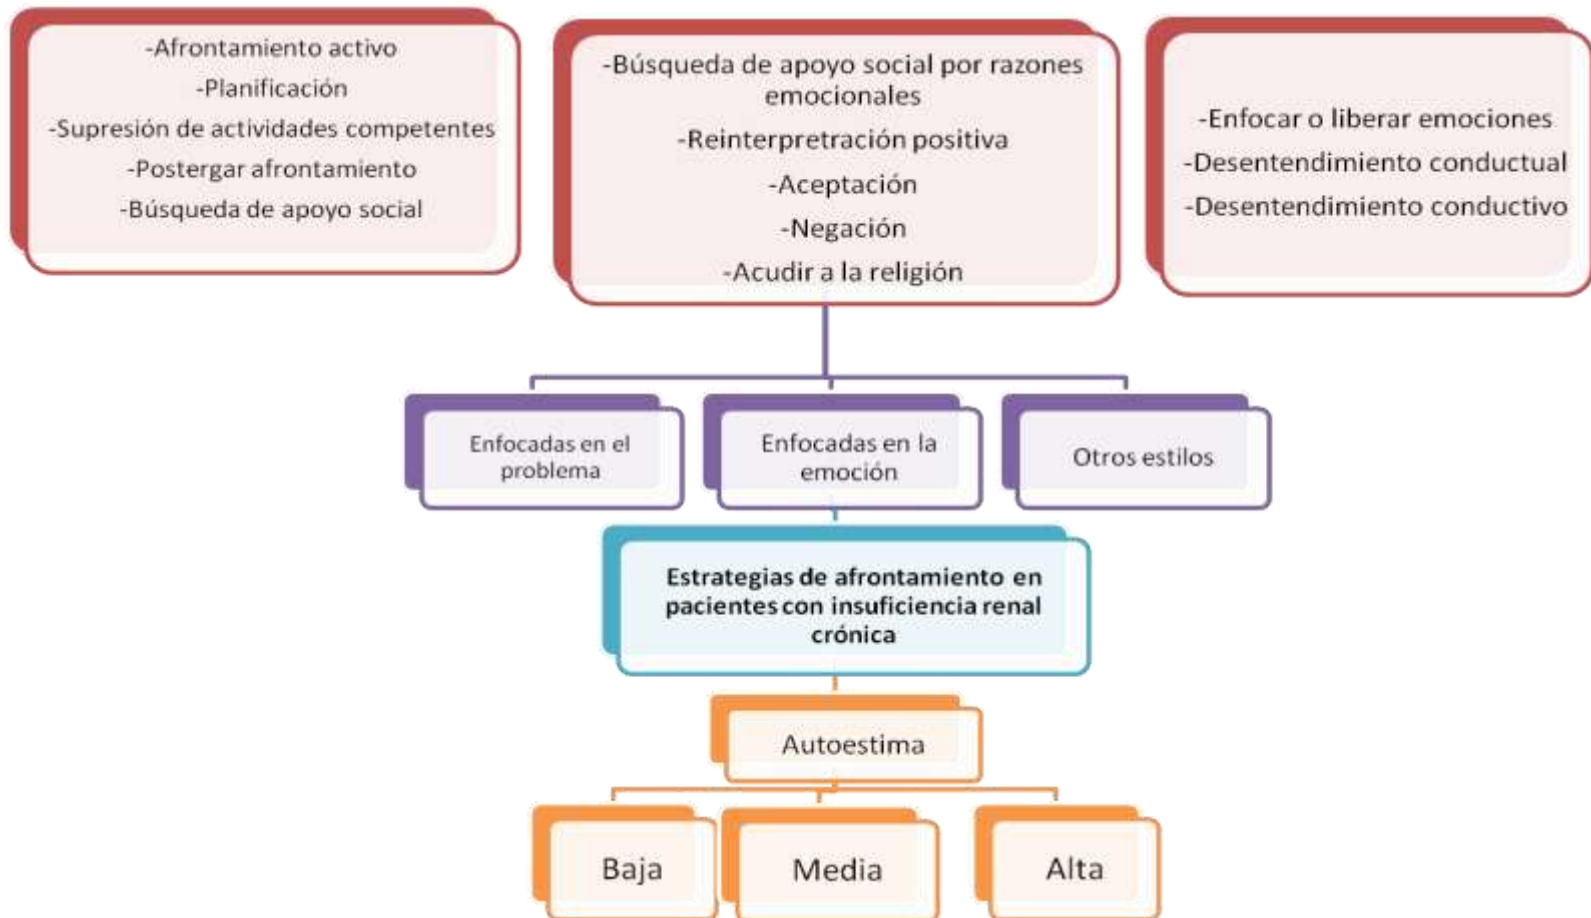 -Afrontamiento activo
-Planificación
-Supresión de actividades competentes
-Postergar afrontamiento
-Búsqueda de apoyo social
-Búsqueda de apoyo social por razones
emocionales
-Reinterpretración positiva
-Aceptación
-Negación
-Acudir a la religión
-Enfocar o liberar emociones
-Desentendimiento conductual
-Desentendimiento conductivo
Enfocadas en el
problema
Enfocadas en la
emoción
Otros estilos
Estrategias de afrontamiento en
pacientes con insuficiencia renal
crónica
Autoestima
Baja
Media
Alta